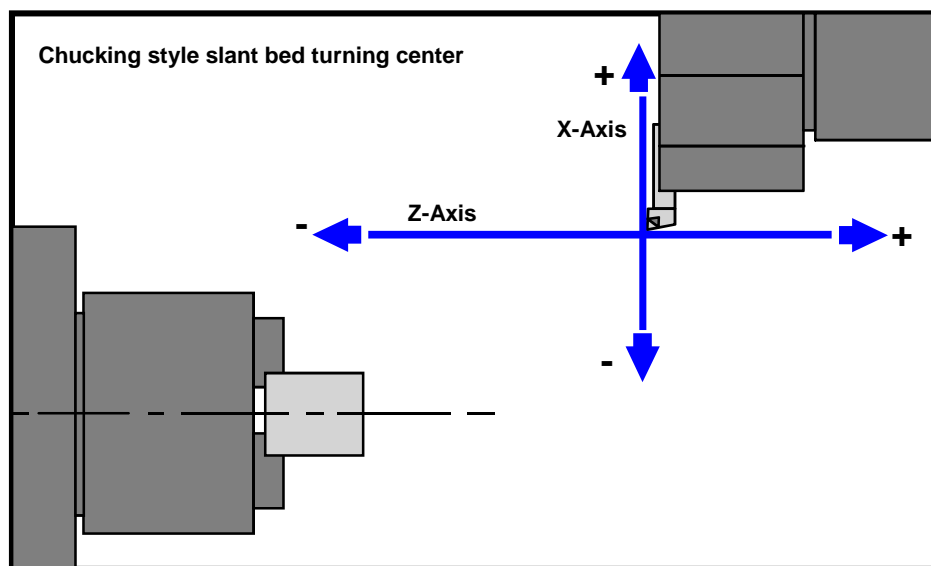 Chucking style slant bed turning center
+
X-Axis
Z-Axis
-
+
-